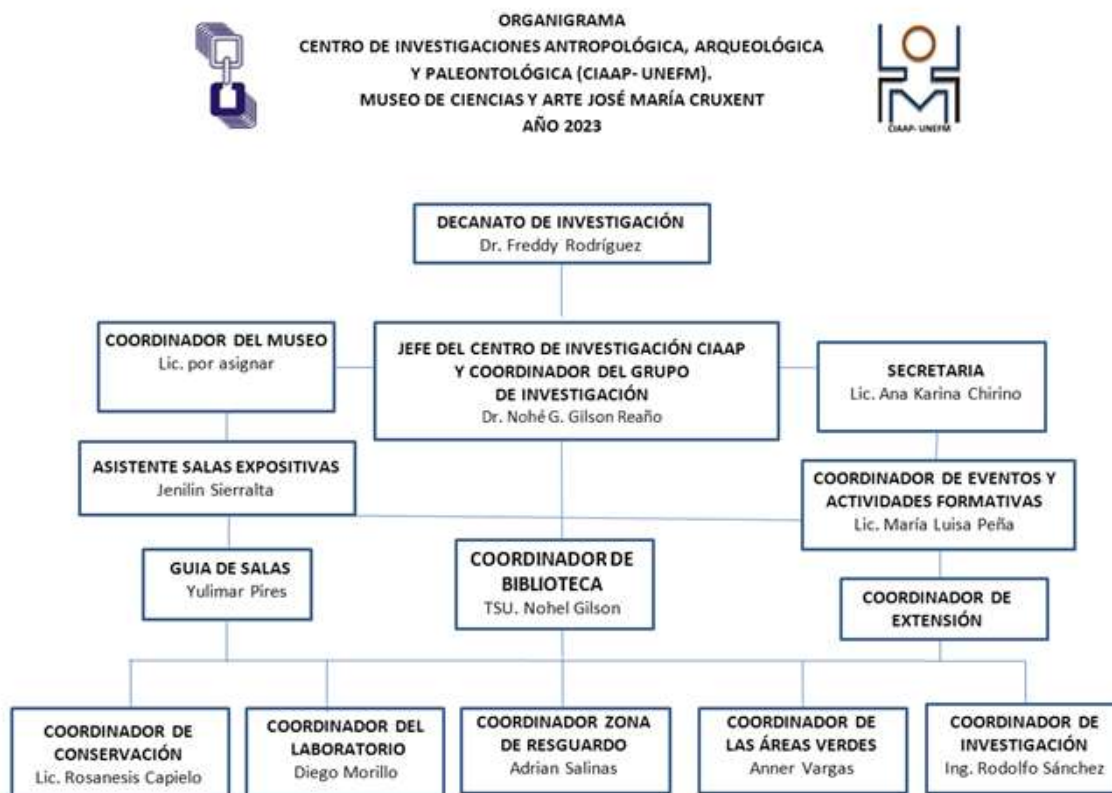 ORGANIGRAMA
CENTRO DE INVESTIGACIONES ANTROPOLÓGICA, ARQUEOLÓGICA
Y PALEONTOLÓGICA (CIAAP- UNEFM).
MUSEO DE CIENCIAS Y ARTE JOSÉ MARÍA CRUXENT
AÑO 2023
CIAAP- UNEFM
DECANATO DE INVESTIGACIÓN
Dr. Freddy Rodríguez
COORDINADOR DEL MUSEO
Lic. por asignar
JEFE DEL CENTRO DE INVESTIGACIÓN CIAAP
Y COORDINADOR DEL GRUPO
DE INVESTIGACIÓN
Dr. Nohé G. Gilson Reaño
SECRETARIA
Lic. Ana Karina Chirino
ASISTENTE SALAS EXPOSITIVAS
Jenilin Sierralta
COORDINADOR DE EVENTOS Y
ACTIVIDADES FORMATIVAS
Lic. María Luisa Peña
GUIA DE SALAS
Yulimar Pires
COORDINADOR DE
BIBLIOTECA
TSU. Nohel Gilson
COORDINADOR DE
EXTENSIÓN
COORDINADOR DE
CONSERVACIÓN
Lic. Rosanesis Capielo
COORDINADOR DEL
LABORATORIO
Diego Morillo
COORDINADOR ZONA
DE RESGUARDO
Adrian Salinas
COORDINADOR DE
LAS ÁREAS VERDES
Anner Vargas
COORDINADOR DE
INVESTIGACIÓN
Ing. Rodolfo Sánchez